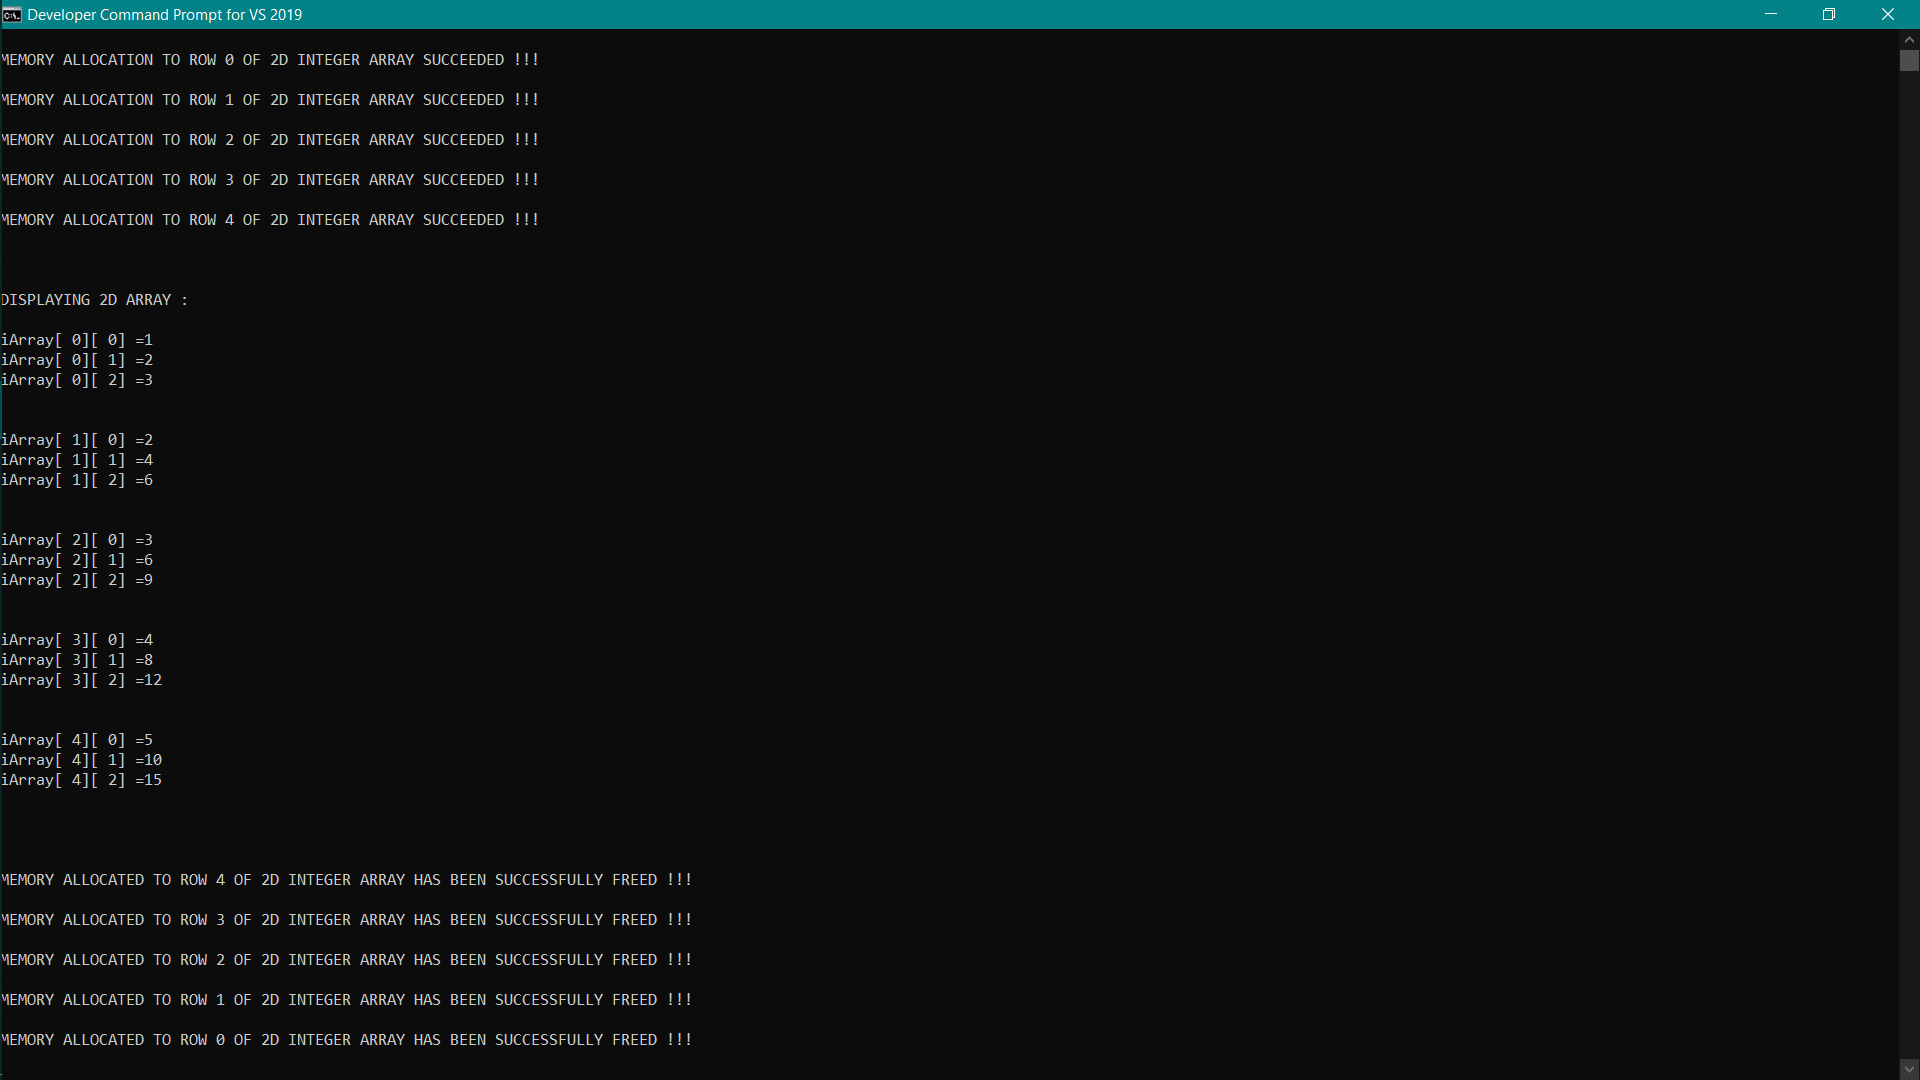 Developer Command Prompt for VS 2019
MEMORY ALLOCATION TO ROW 0 OF 2D INTEGER ARRAY SUCCEEDED !!!
MEMORY ALLOCATION TO ROW 1 OF 2D INTEGER ARRAY SUCCEEDED !!!
MEMORY ALLOCATION TO ROW 2 OF 2D INTEGER ARRAY SUCCEEDED !!!
MEMORY ALLOCATION TO ROW 3 OF 2D INTEGER ARRAY SUCCEEDED !!!
MEMORY ALLOCATION TO ROW 4 OF 2D INTEGER ARRAY SUCCEEDED !!!
DISPLAYING 2D ARRAY :
iArray[ 0][ 0] =1
iArray[ 0][ 1] =2
iArray[ 0][ 2] =3
iArray[ 1][ 0] =2
iArray[ 1][ 1] =4
iArray[ 1][ 2] =6
iArray[ 2][ 0] =3
iArray[ 2][ 1] =6
iArray[ 2][ 2] =9
iArray[ 3][ 0] =4
iArray[ 3][ 1] =8
iArray[ 3][ 2] =12
iArray[ 4][ 0] =5
iArray[ 4][ 1] =10
iArray[ 4][ 2] =15
MEMORY ALLOCATED TO ROW 4 OF 2D INTEGER ARRAY HAS BEEN SUCCESSFULLY FREED !!!
MEMORY ALLOCATED TO ROW 3 OF 2D INTEGER ARRAY HAS BEEN SUCCESSFULLY FREED !!!
MEMORY ALLOCATED TO ROW 2 OF 2D INTEGER ARRAY HAS BEEN SUCCESSFULLY FREED !!!
MEMORY ALLOCATED TO ROW 1 OF 2D INTEGER ARRAY HAS BEEN SUCCESSFULLY FREED !!!
MEMORY ALLOCATED TO ROW 0 OF 2D INTEGER ARRAY HAS BEEN SUCCESSFULLY FREED !!!